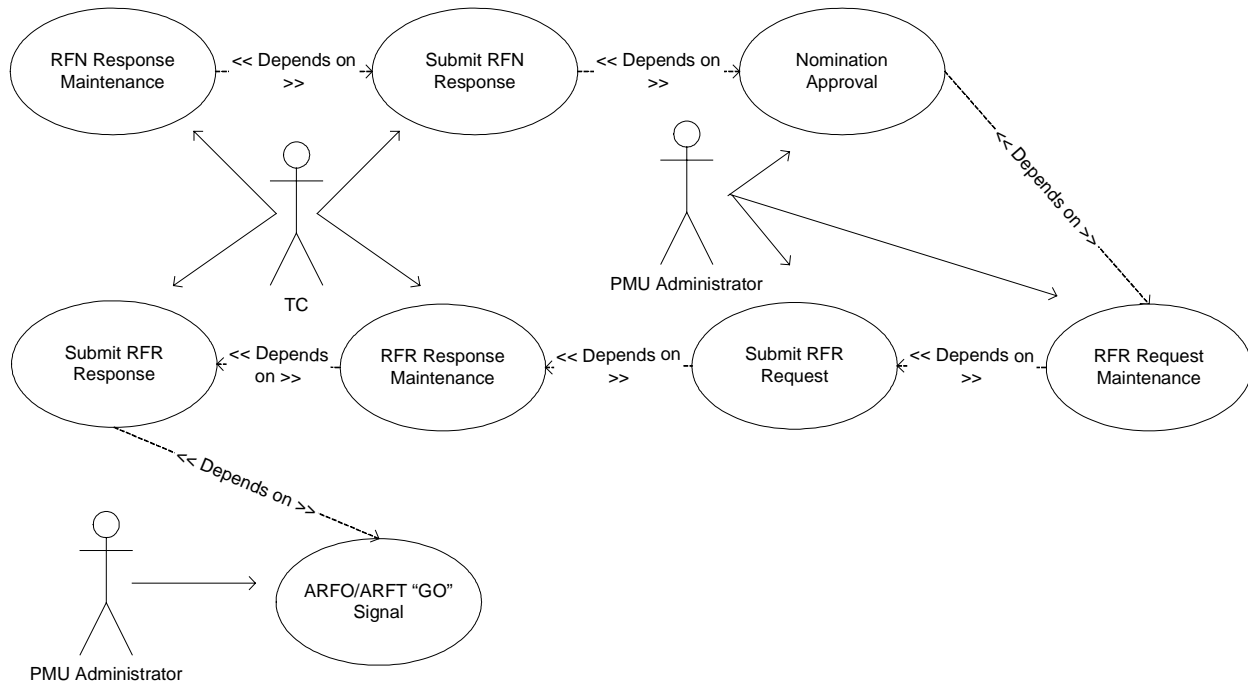 RFN Response
Maintenance
<< Depends on
>>
Submit RFN
Response
<< Depends on
>>
Nomination
Approval
<< Depends on >>
TC
PMU Administrator
Submit RFR
Response
<< Depends
on >>
RFR Response
Maintenance
<< Depends on
>>
Submit RFR
Request
<< Depends on
>>
RFR Request
Maintenance
<< Depends on >>
ARFO/ARFT “GO”
Signal
PMU Administrator